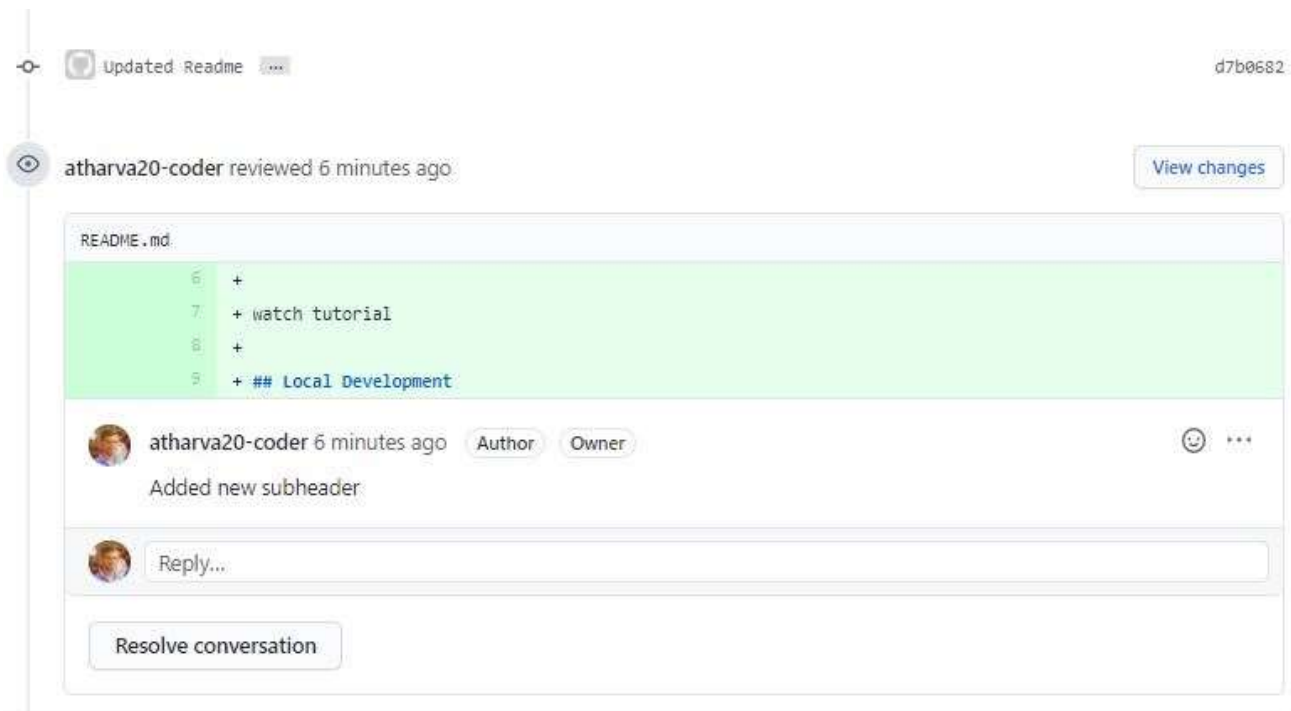 Updated Readme ... d7b0682
atharva20-coder reviewed 6 minutes ago View changes
README.md
6 +
7 + watch tutorial
8 +
9 + ## Local Development
atharva20-coder 6 minutes ago Author Owner ...
Added new subheader
Reply...
Resolve conversation